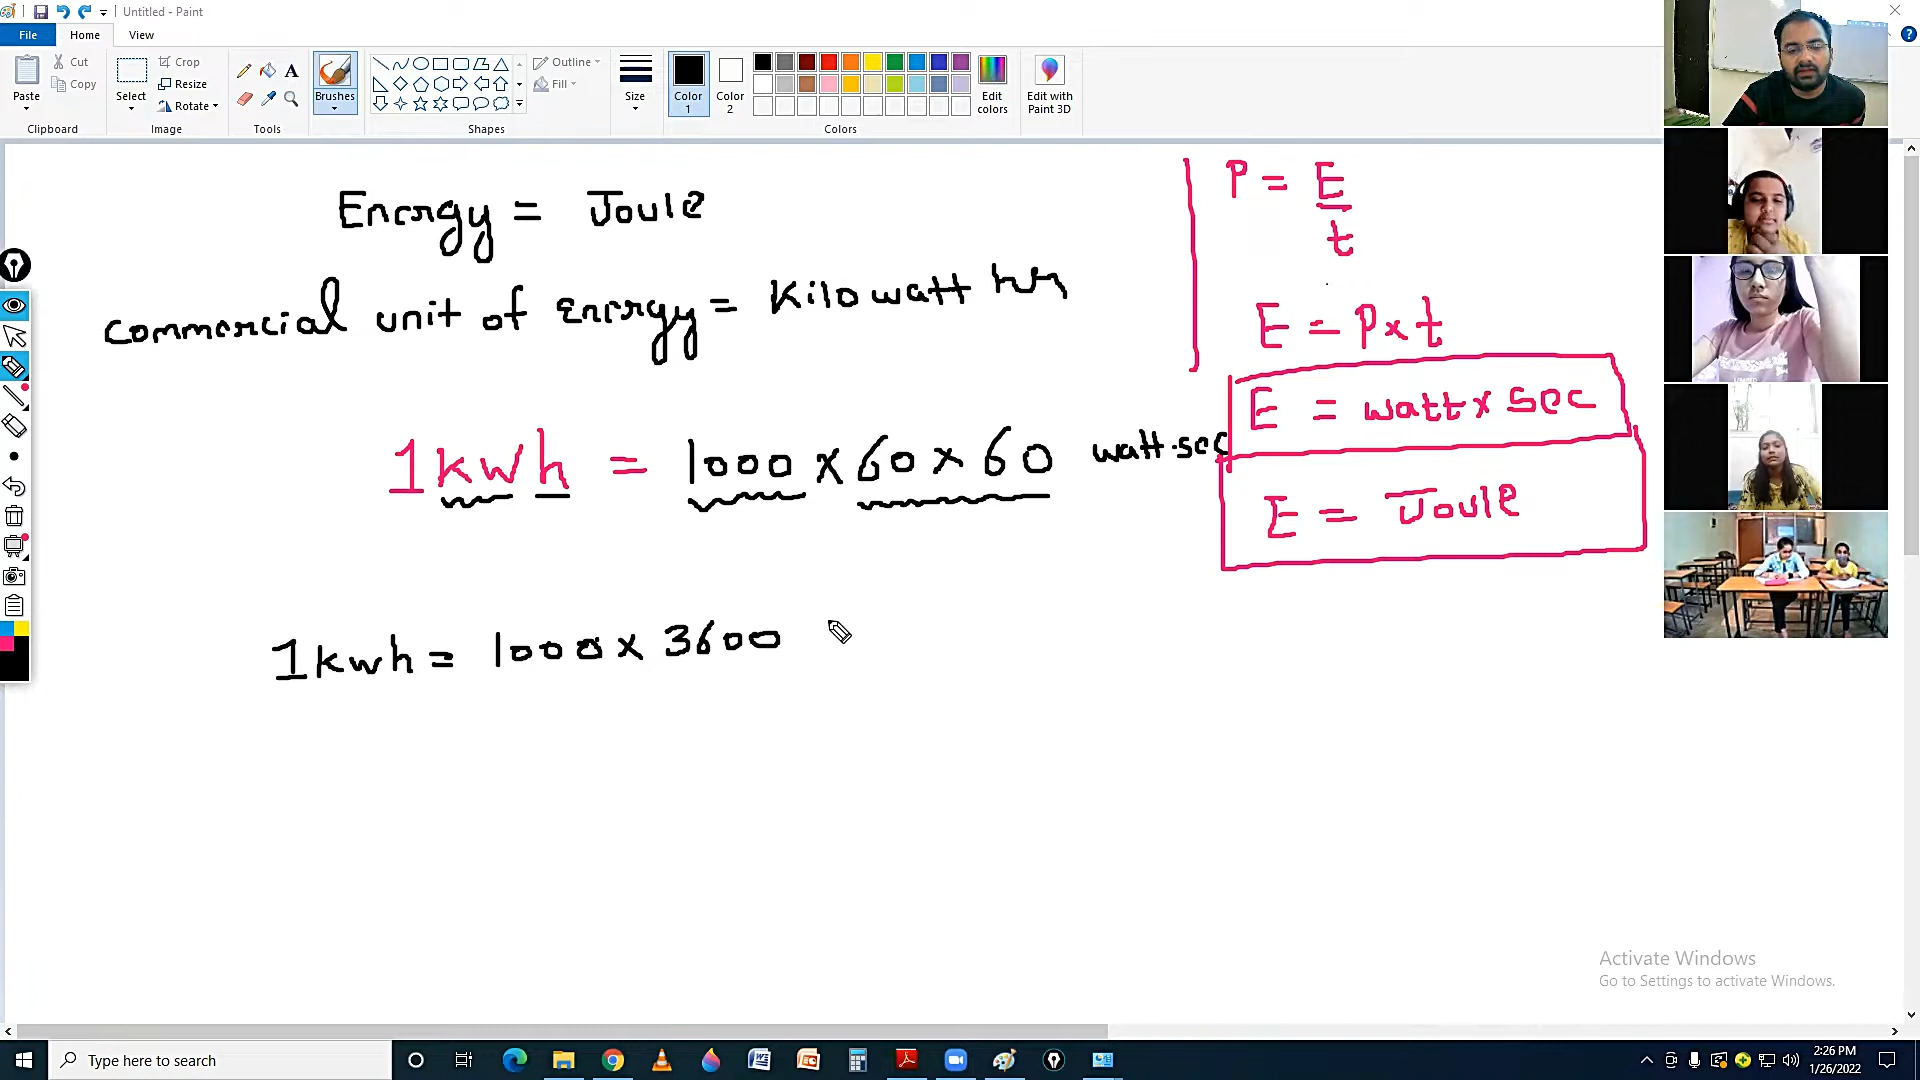 Untitled - Paint
File Home View
Paste Cut Copy
Clipboard
Select Crop Resize Rotate
Image
Tools
Brushes
Shapes
Outline
Fill
Size
Color 1
Color 2
Colors
Edit colors
Edit with Paint 3D
Energy = Joule
Commercial unit of energy = Kilowatt hr
1kwh = 1000 x 60 x 60 watt.sec
1kwh = 1000 x 3600
P = E
t
E = P x t
E = watt x sec
E = Joule
Activate Windows
Go to Settings to activate Windows.
Type here to search
2:26 PM
1/26/2022